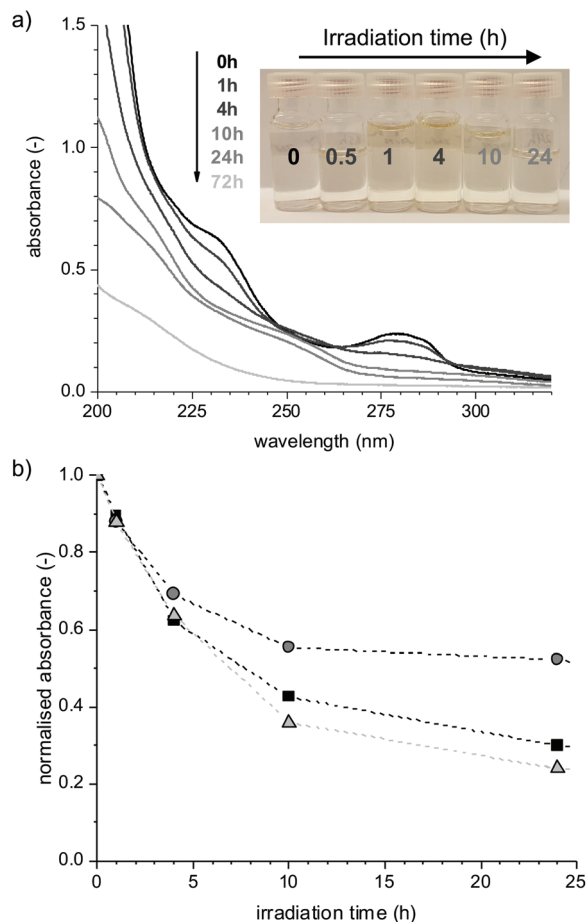 a)
Irradiation time (h)
0h
1h
4h
10h
24h
72h
0 0.5 1 4 10 24
absorbance (-)
1.5
1.0
0.5
0.0
200 225 250 275 300
wavelength (nm)
b)
normalised absorbance (-)
1.0
0.8
0.6
0.4
0.2
0.0
0 5 10 15 20 25
irradiation time (h)